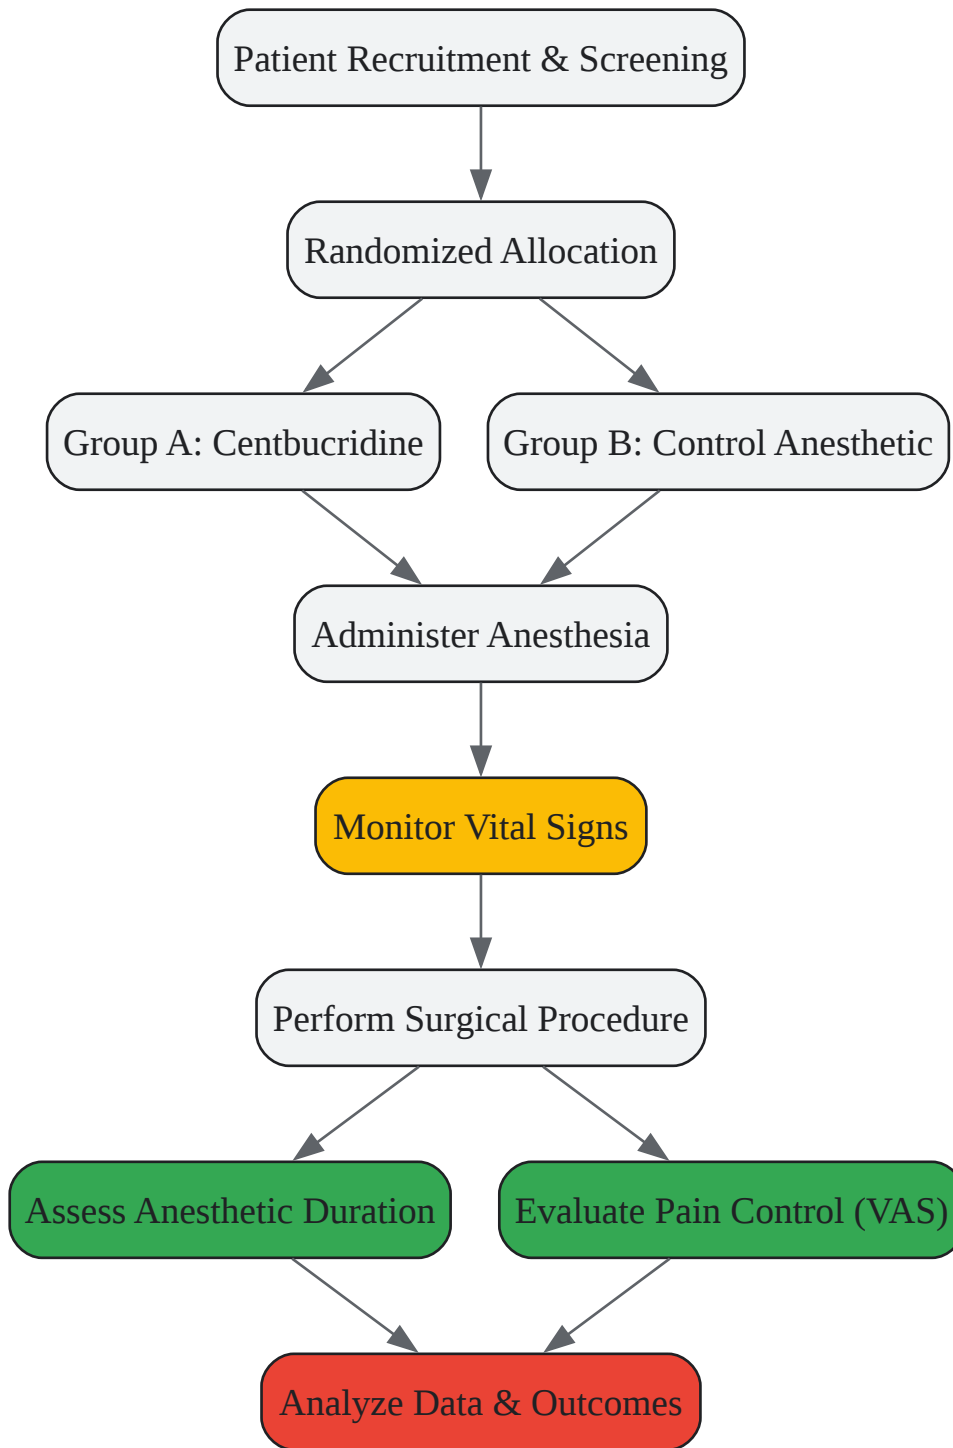 Patient Recruitment & Screening
Randomized Allocation
Group A: Centbucridine
Group B: Control Anesthetic
Administer Anesthesia
Monitor Vital Signs
Perform Surgical Procedure
Assess Anesthetic Duration
Evaluate Pain Control (VAS)
Analyze Data & Outcomes